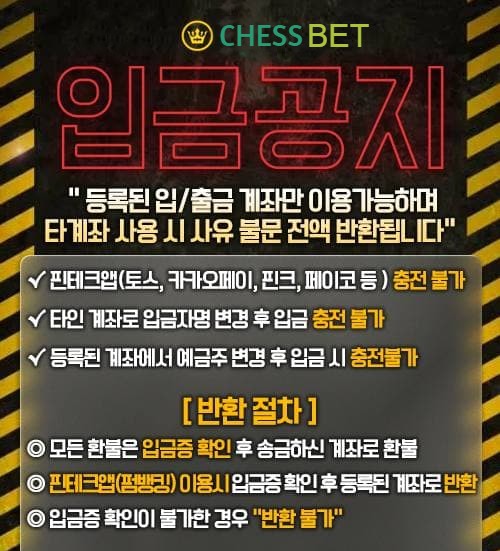 CHESS BET
입금공지
" 등록된 입/출금 계좌만 이용가능하며
타계좌 사용 시 사유 불문 전액 반환됩니다"
✓ 핀테크앱(토스, 카카오페이, 핀크, 페이코 등 ) 충전 불가
✓ 타인 계좌로 입금자명 변경 후 입금 충전 불가
✓ 등록된 계좌에서 예금주 변경 후 입금 시 충전불가
[ 반환 절차 ]
◎ 모든 환불은 입금증 확인 후 송금하신 계좌로 환불
◎ 핀테크앱(펌뱅킹) 이용시 입금증 확인 후 등록된 계좌로 반환
◎ 입금증 확인이 불가한 경우 "반환 불가"